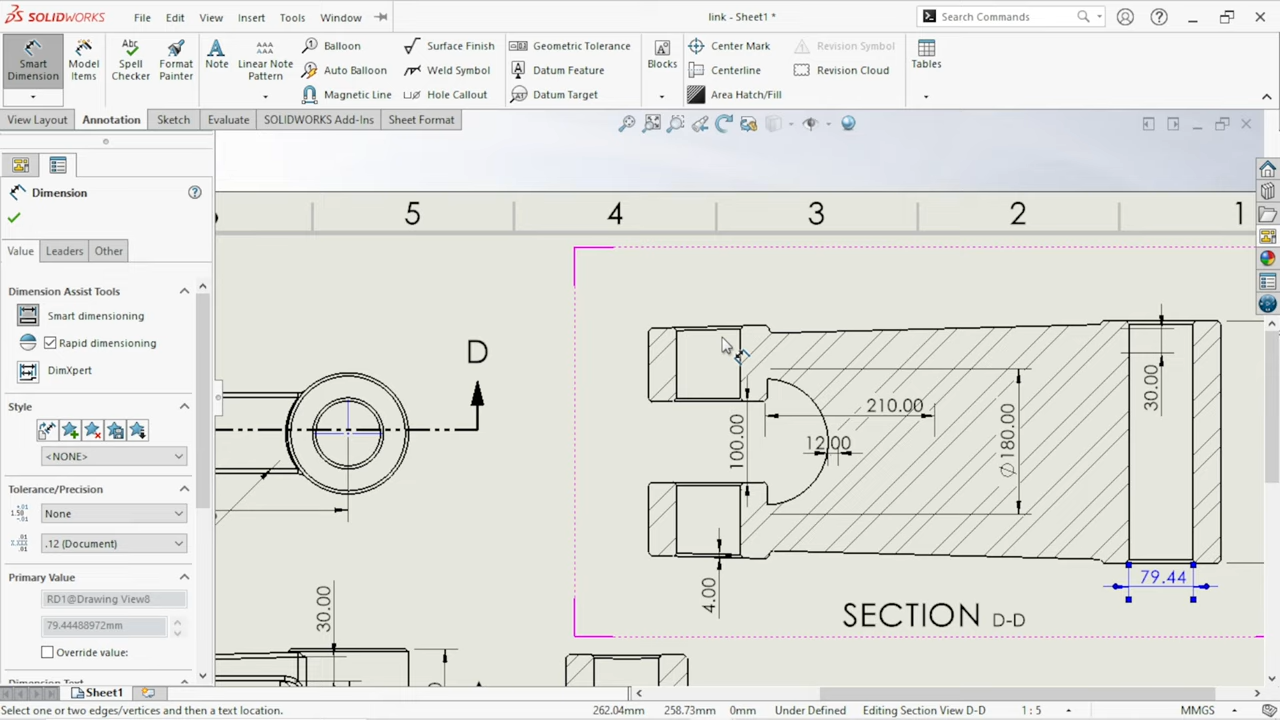 SOLIDWORKS File Edit View Insert Tools Window link - Sheet1 * Search Commands
Smart Dimension
Model Items
Spell Checker
Format Painter
Note
Linear Note Pattern
Balloon
Auto Balloon
Magnetic Line
Surface Finish
Weld Symbol
Hole Callout
Geometric Tolerance
Datum Feature
Datum Target
Blocks
Center Mark
Centerline
Area Hatch/Fill
Revision Symbol
Revision Cloud
Tables
View Layout Annotation Sketch Evaluate SOLIDWORKS Add-Ins Sheet Format
Dimension
Value Leaders Other
Dimension Assist Tools
Smart dimensioning
Rapid dimensioning
DimXpert
Style
<NONE>
Tolerance/Precision
None
.12 (Document)
Primary Value
RD1@Drawing View8
79.44488972mm
Override value:
5 4 3 2 1
D
210.00
12.00
100.00
Ø180.00
30.00
4.00
79.44
SECTION D-D
30.00
Sheet1
Select one or two edges/vertices and then a text location. 262.04mm 258.73mm 0mm Under Defined Editing Section View D-D 1 : 5 MMGS